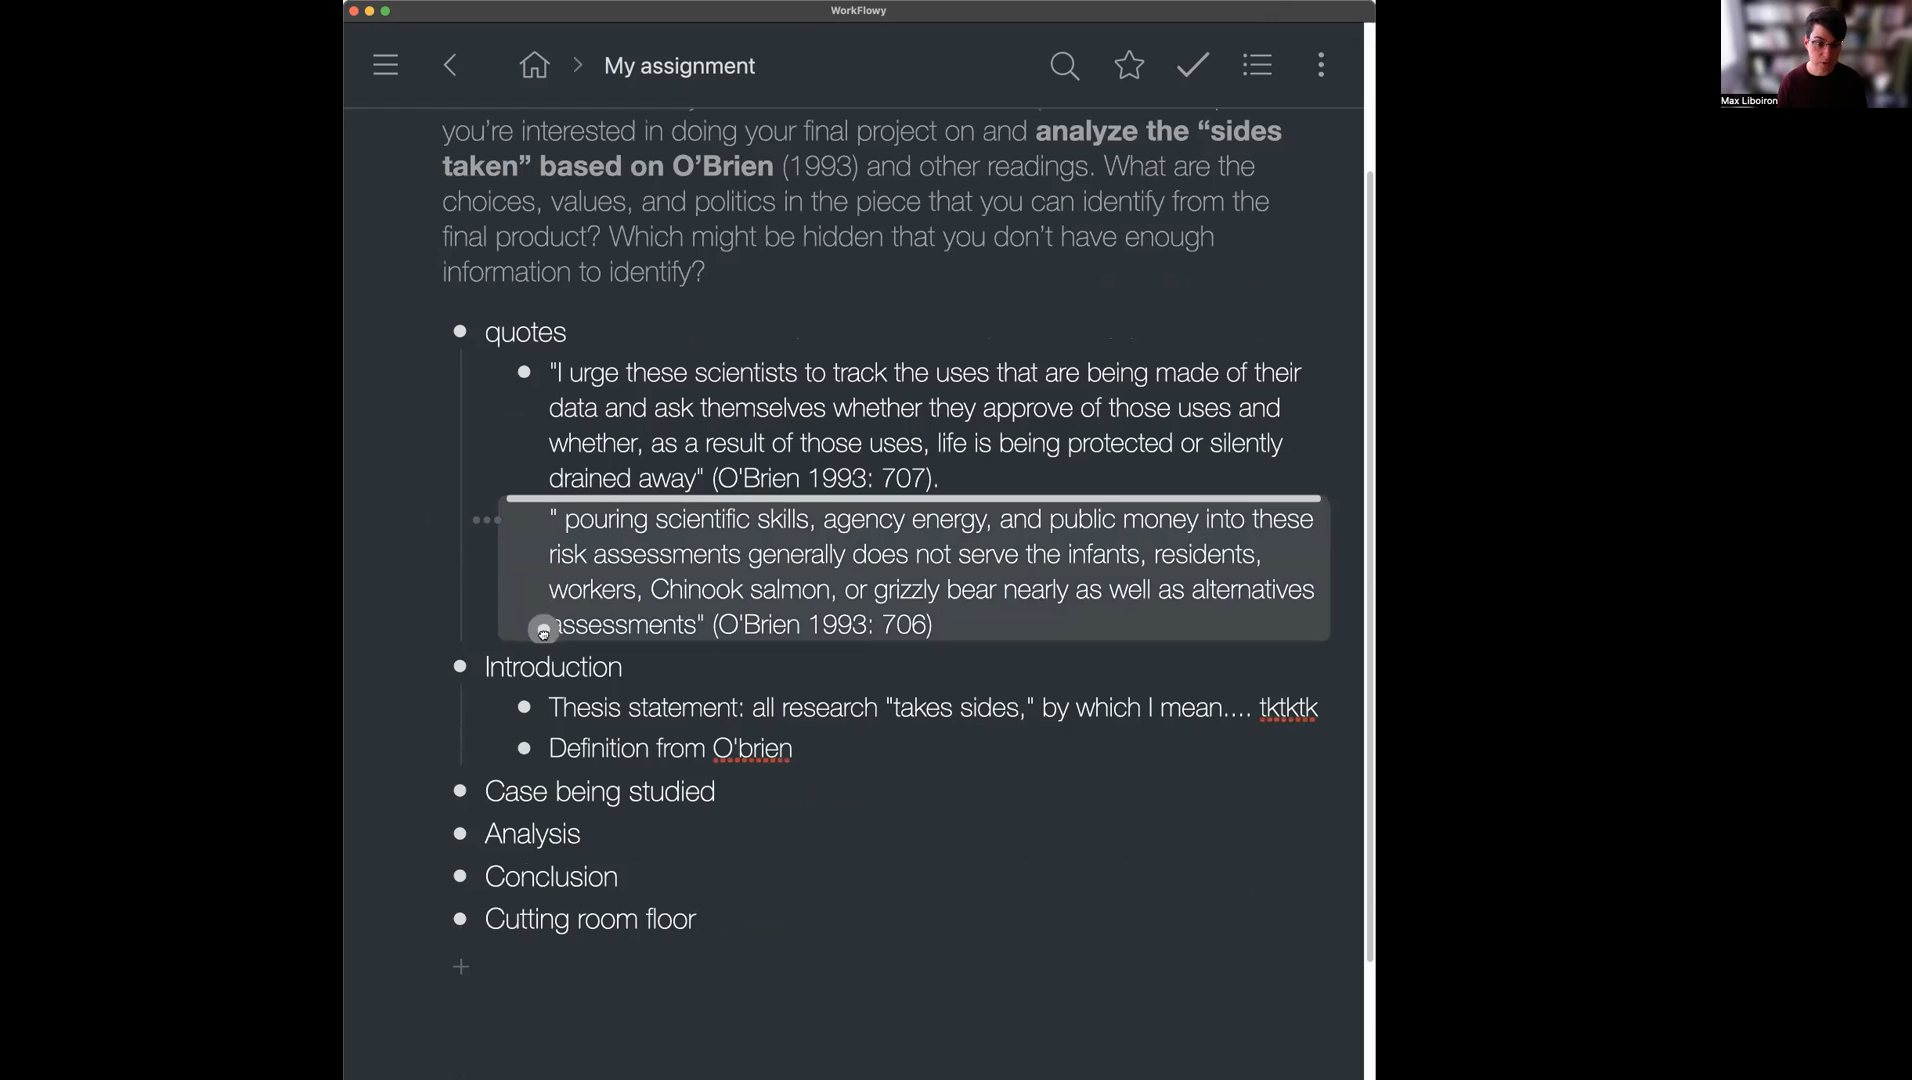 WorkFlowy
My assignment
Max Liboiron
you're interested in doing your final project on and analyze the “sides
taken” based on O’Brien (1993) and other readings. What are the
choices, values, and politics in the piece that you can identify from the
final product? Which might be hidden that you don’t have enough
information to identify?
quotes
"I urge these scientists to track the uses that are being made of their
data and ask themselves whether they approve of those uses and
whether, as a result of those uses, life is being protected or silently
drained away" (O'Brien 1993: 707).
" pouring scientific skills, agency energy, and public money into these
risk assessments generally does not serve the infants, residents,
workers, Chinook salmon, or grizzly bear nearly as well as alternatives
assessments" (O'Brien 1993: 706)
Introduction
Thesis statement: all research "takes sides," by which I mean.... tktktk
Definition from O'brien
Case being studied
Analysis
Conclusion
Cutting room floor